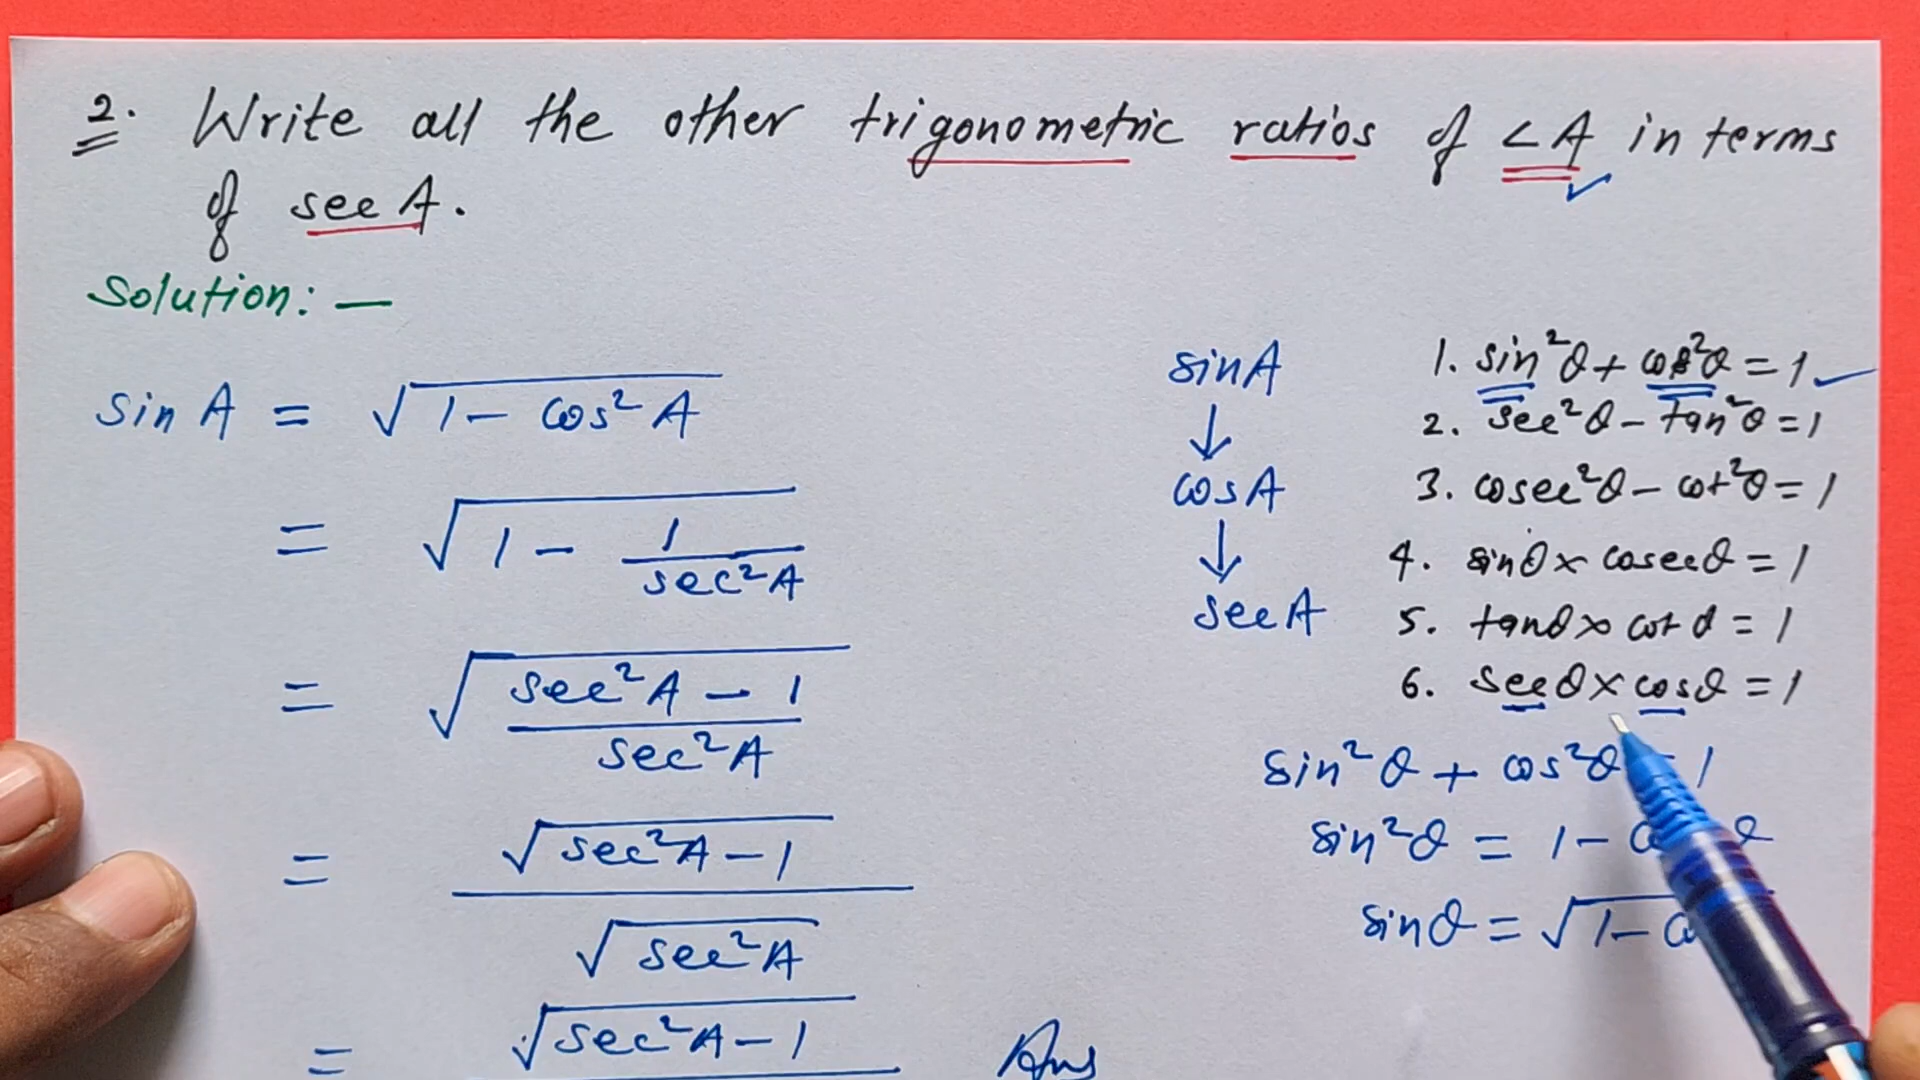 2. Write all the other trigonometric ratios of ∠A in terms
of sec A.
Solution: —
sin A = √(1 - cos² A)
= √(1 - 1/sec²A)
= √((sec²A - 1)/sec²A)
= √(sec²A - 1)/√(sec²A)
= √(sec²A - 1) Ans
sinA
↓
cosA
↓
secA
1. sin²θ + cos²θ = 1 ✓
2. sec²θ - tan²θ = 1
3. cosec²θ - cot²θ = 1
4. sinθ × cosecθ = 1
5. tanθ × cotθ = 1
6. secθ × cosθ = 1
sin²θ + cos²θ = 1
sin²θ = 1 - θ
sinθ = √1 -